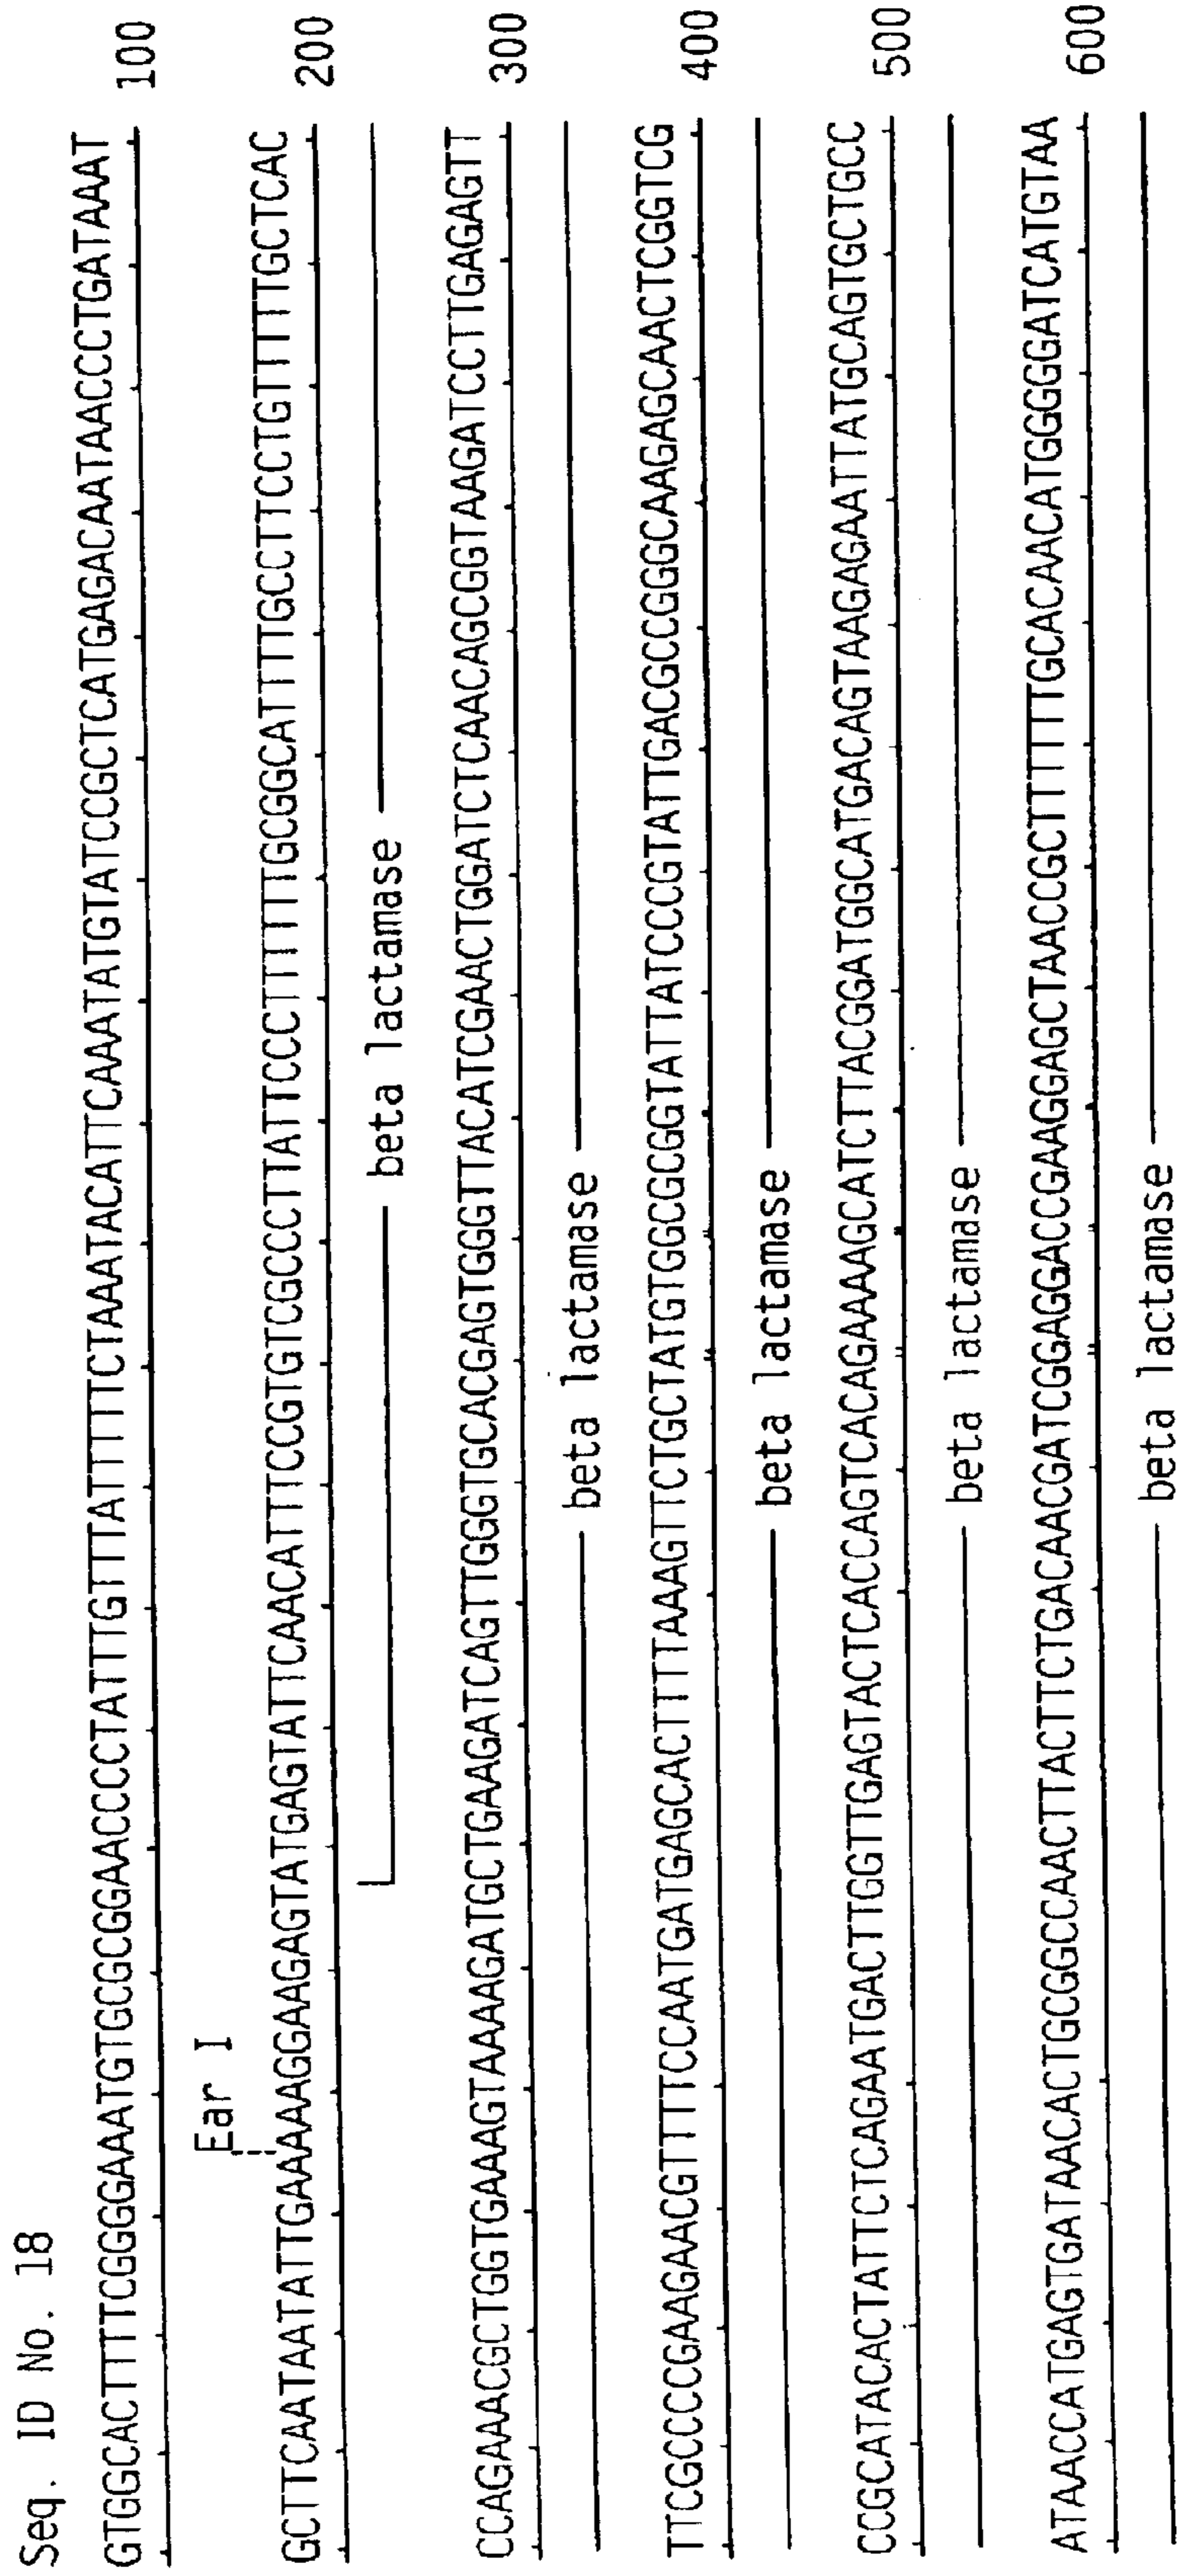 Seq. ID No. 18
GTGGCACTTTTCGGGGAAATGTGCGCGGAACCCCTATTTGTTTATTTTTCTAAATACATTCAAATATGTATCCGCTCATGAGACAATAACCCTGATAAAT 100
Ear I
GCTTCAATAATATTGAAAAAGGAAGAGTATGAGTATTCAACATTTCCGTGTCGCCCTTATTCCCTTTTTTGCGGCATTTTGCCTTCCTGTTTTTGCTCAC 200
beta lactamase
CCAGAAACGCTGGTGAAAGTAAAAGATGCTGAAGATCAGTTGGGTGCACGAGTGGGTTACATCGAACTGGATCTCAACAGCGGTAAGATCCTTGAGAGTT 300
beta lactamase
TTCGCCCCGAAGAACGTTTTCCAATGATGAGCACTTTTAAAGTTCTGCTATGTGGCGCGGTATTATCCCGTATTGACGCCGGGCAAGAGCAACTCGGTCG 400
beta lactamase
CCGCATACACTATTCTCAGAATGACTTGGTTGAGTACTCACCAGTCACAGAAAAGCATCTTACGGATGGCATGACAGTAAGAGAATTATGCAGTGCTGCC 500
beta lactamase
ATAACCATGAGTGATAACACTGCGGCCAACTTACTTCTGACAACGATCGGAGGACCGAAGGAGCTAACCGCTTTTTTGCACAACATGGGGGATCATGTAA 600
beta lactamase